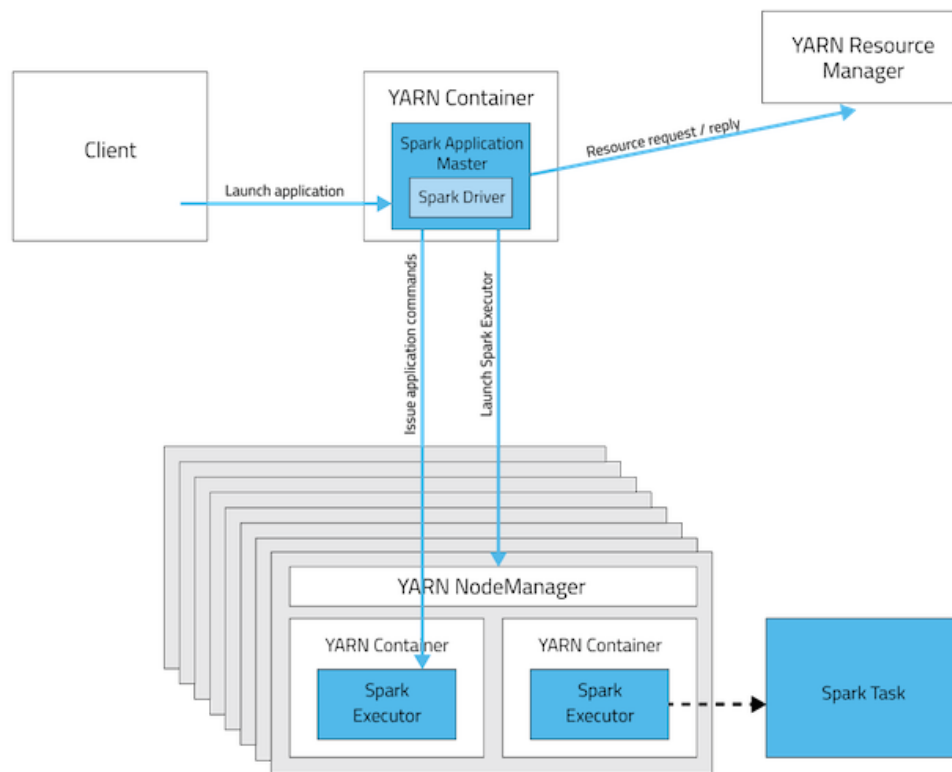 YARN Resource
Manager
YARN Container
Client
Spark Application
Master
Spark Driver
Launch application
Resource request / reply
Issue application commands
Launch Spark Executor
YARN NodeManager
YARN Container
YARN Container
Spark
Executor
Spark
Executor
Spark Task